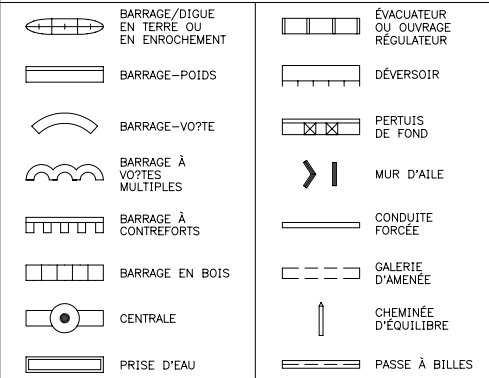 BARRAGE/DIGUE
EN TERRE OU
EN ENROCHEMENT
BARRAGE-POIDS
BARRAGE-VO?TE
BARRAGE À
VO?TES
MULTIPLES
BARRAGE À
CONTREFORTS
BARRAGE EN BOIS
CENTRALE
PRISE D'EAU
ÉVACUATEUR
OU OUVRAGE
RÉGULATEUR
DÉVERSOIR
PERTUIS
DE FOND
MUR D'AILE
CONDUITE
FORCÉE
GALERIE
D'AMENÉE
CHEMINÉE
D'ÉQUILIBRE
PASSE À BILLES